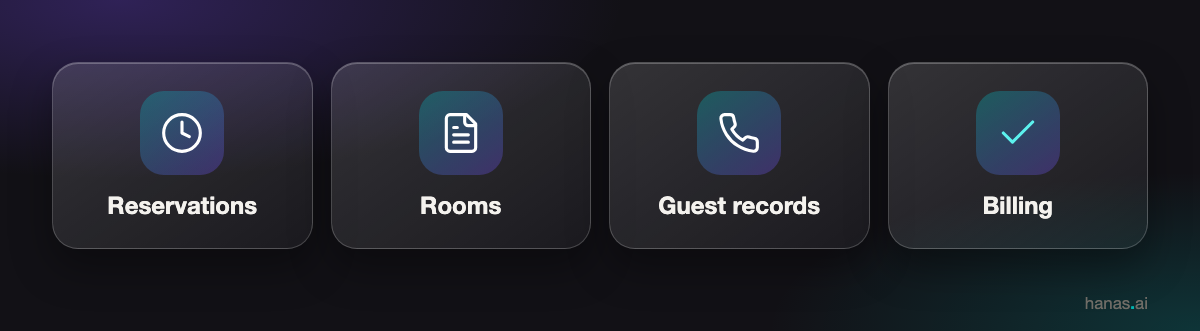 Reservations
Rooms
Guest records
Billing
hanas.ai